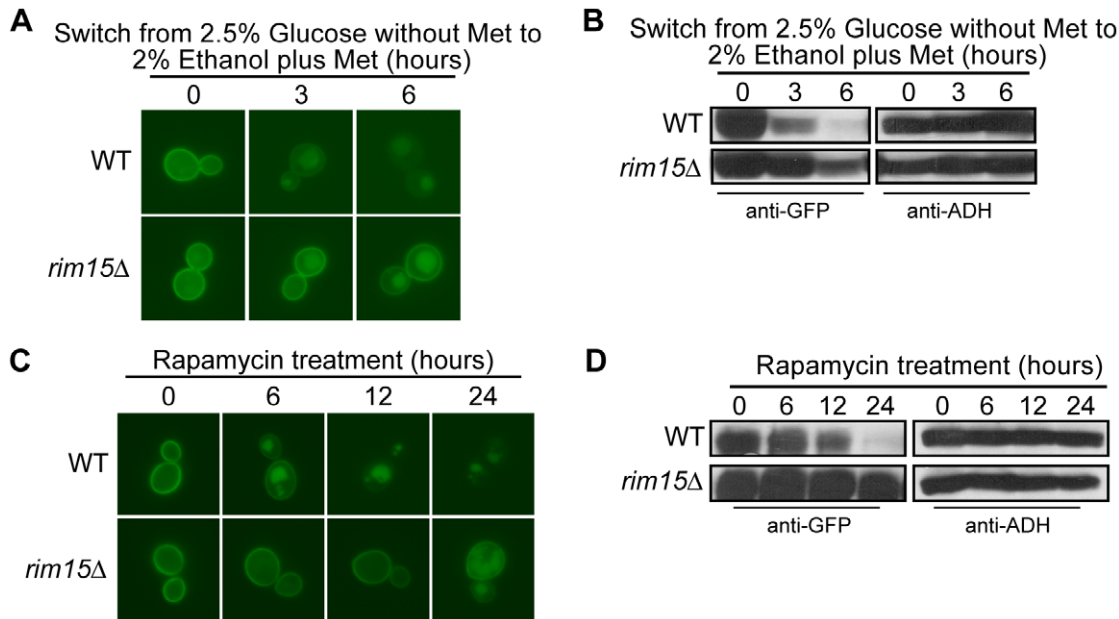 A
Switch from 2.5% Glucose without Met to
2% Ethanol plus Met (hours)
0 3 6
WT
rim15Δ
B
Switch from 2.5% Glucose without Met to
2% Ethanol plus Met (hours)
0 3 6 0 3 6
WT
rim15Δ
anti-GFP anti-ADH
C
Rapamycin treatment (hours)
0 6 12 24
WT
rim15Δ
D
Rapamycin treatment (hours)
0 6 12 24 0 6 12 24
WT
rim15Δ
anti-GFP anti-ADH